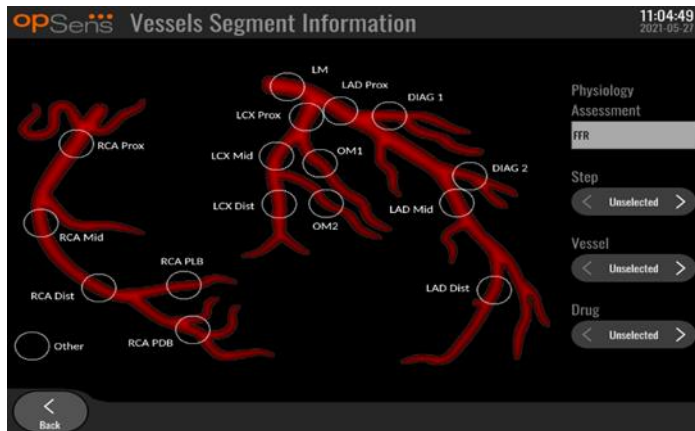 opSens Vessels Segment Information
11:04:49
2021-05-27
LM
LAD Prox
DIAG 1
LCX Prox
RCA Prox
LCX Mid
OM1
DIAG 2
LCX Dist
OM2
LAD Mid
RCA Mid
RCA PLB
RCA Dist
LAD Dist
RCA PDB
Other
Physiology
Assessment
FFR
Step
< Unselected >
Vessel
< Unselected >
Drug
< Unselected >
<
Back